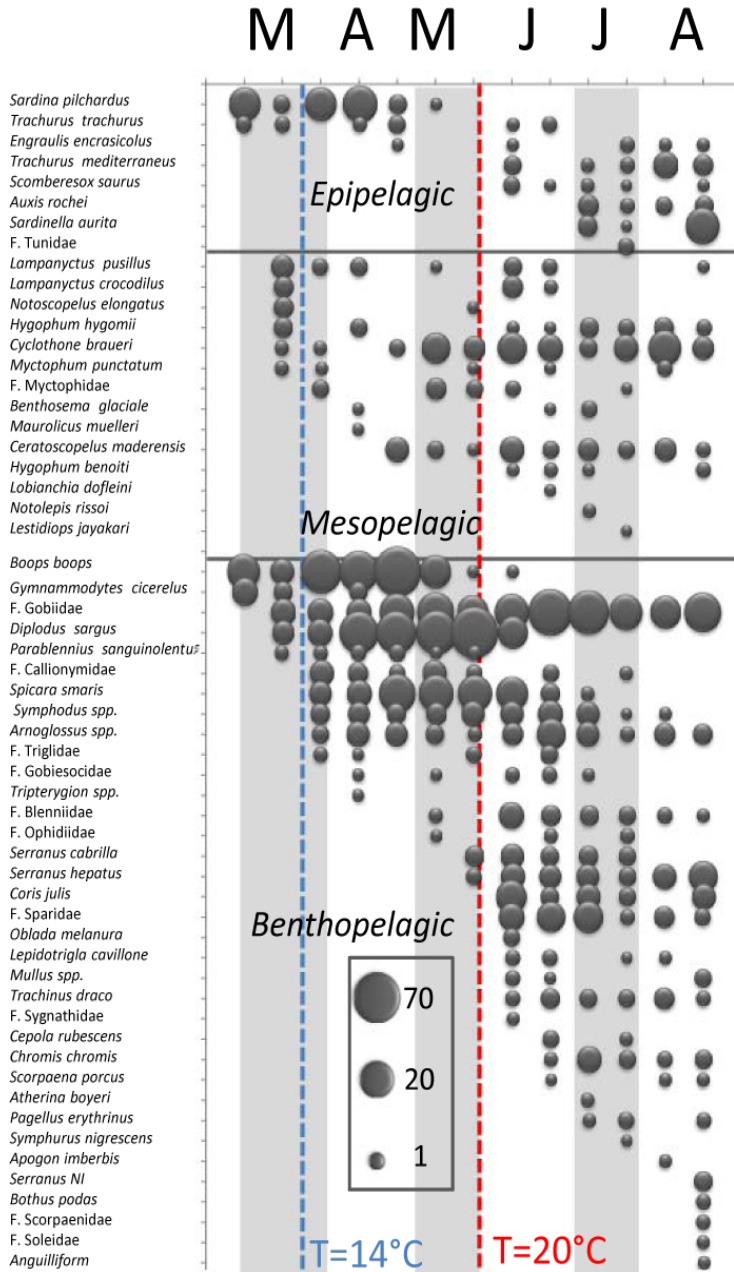 M A M J J A
Sardina pilchardus
Trachurus trachurus
Engraulis encrasicolus
Trachurus mediterraneus
Scomberesox saurus
Auxis rochei
Sardinella aurita
F. Tunidae
Epipelagic
Lampanyctus pusillus
Lampanyctus crocodilus
Notoscopelus elongatus
Hygophum hygomii
Cyclothone braueri
Myctophum punctatum
F. Myctophidae
Benthosema glaciale
Maurolicus muelleri
Ceratoscopelus maderensis
Hygophum benoiti
Lobianchia dofleini
Notolepis rissoi
Lestidiops jayakari
Mesopelagic
Boops boops
Gymnammodytes cicerelus
F. Gobiidae
Diplodus sargus
Parablennius sanguinolentus
F. Callionymidae
Spicara smaris
Symphodus spp.
Arnoglossus spp.
F. Triglidae
F. Gobiesocidae
Tripterygion spp.
F. Blenniidae
F. Ophidiidae
Serranus cabrilla
Serranus hepatus
Coris julis
F. Sparidae
Oblada melanura
Lepidotrigla cavillone
Mullus spp.
Trachinus draco
F. Sygnathidae
Cepola rubescens
Chromis chromis
Scorpaena porcus
Atherina boyeri
Pagellus erythrinus
Symphurus nigrescens
Apogon imberbis
Serranus NI
Bothus podas
F. Scorpaenidae
F. Soleidae
Anguilliform
Benthopelagic
70
20
1
T=14°C
T=20°C